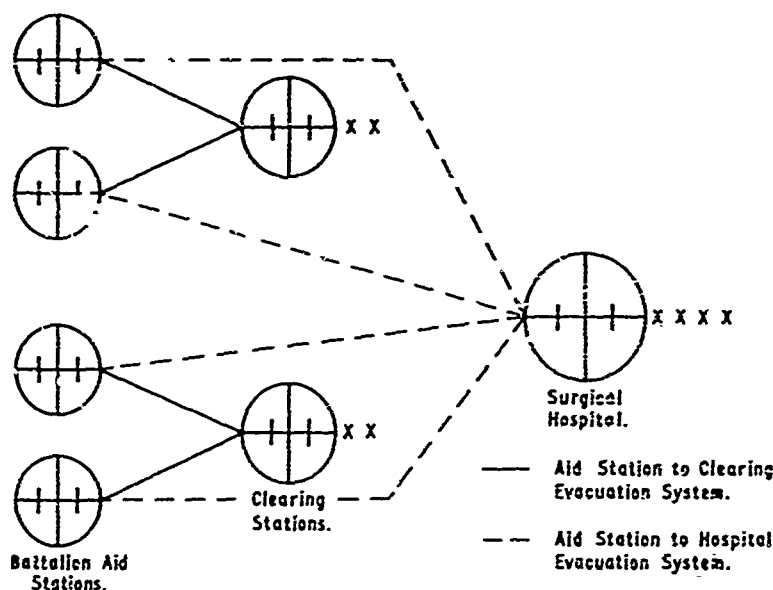 X X
X X X X
Surgical
Hospital.
X X
Clearing
Stations.
Battalion Aid
Stations.
Aid Station to Clearing
Evacuation System.
Aid Station to Hospital
Evacuation System.